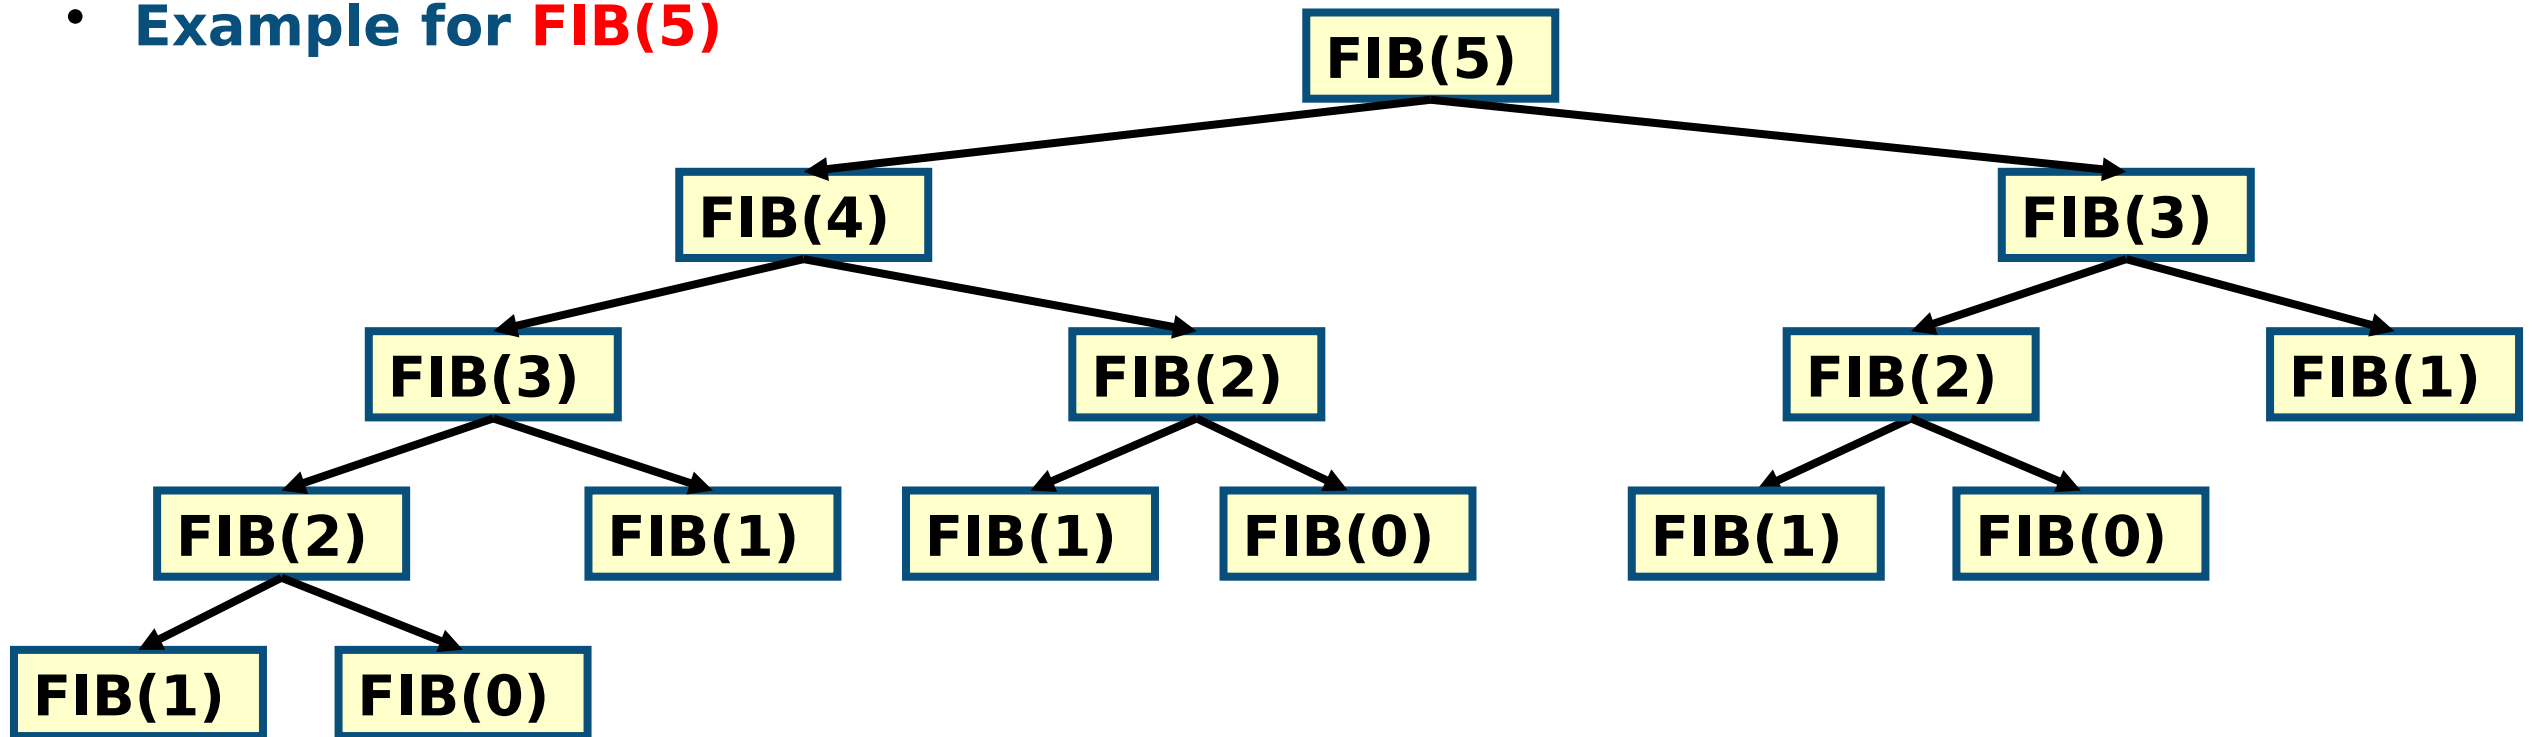 • Example for FIB(5)
FIB(5)
FIB(4) FIB(3)
FIB(3) FIB(2) FIB(2) FIB(1)
FIB(2) FIB(1) FIB(1) FIB(0) FIB(1) FIB(0)
FIB(1) FIB(0)